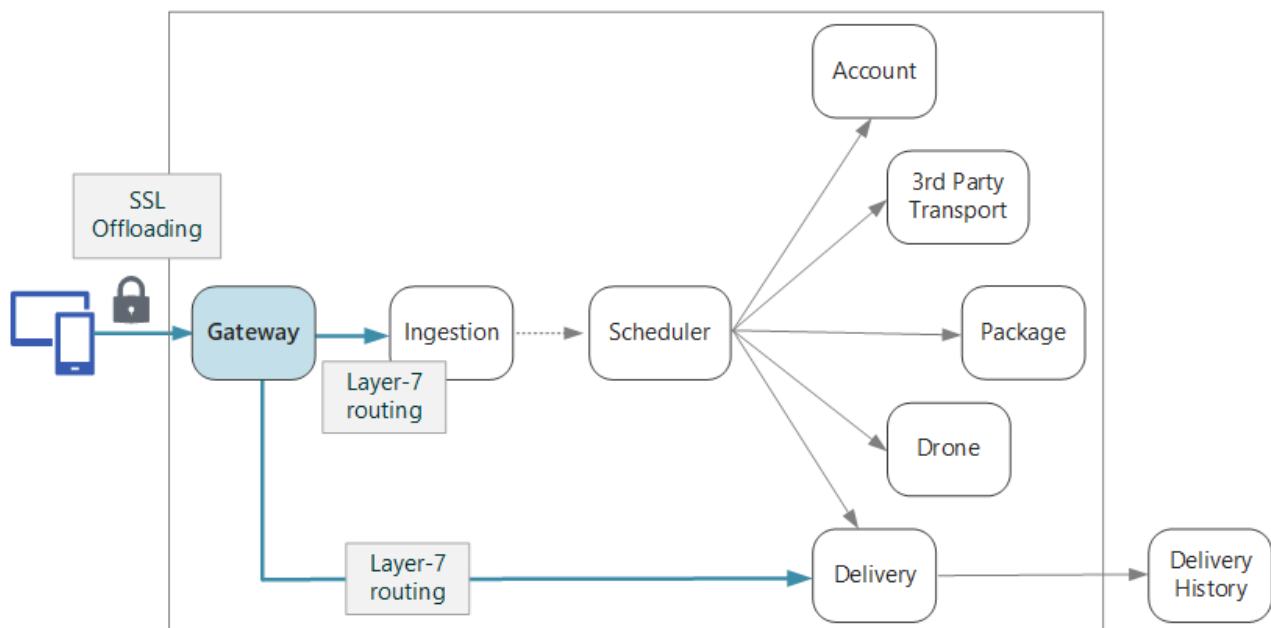 Account
3rd Party
Transport
SSL
Offloading
Gateway
Ingestion
Scheduler
Package
Layer-7
routing
Drone
Layer-7
routing
Delivery
Delivery
History